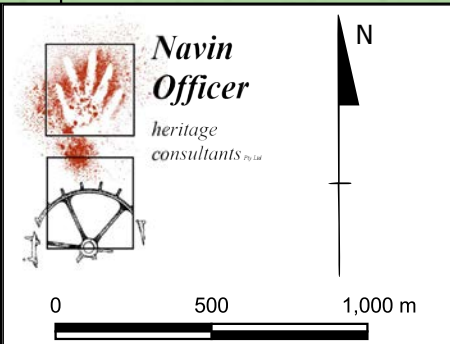 Navin
Officer
heritage
consultants Pty Ltd
N
0 500 1,000 m